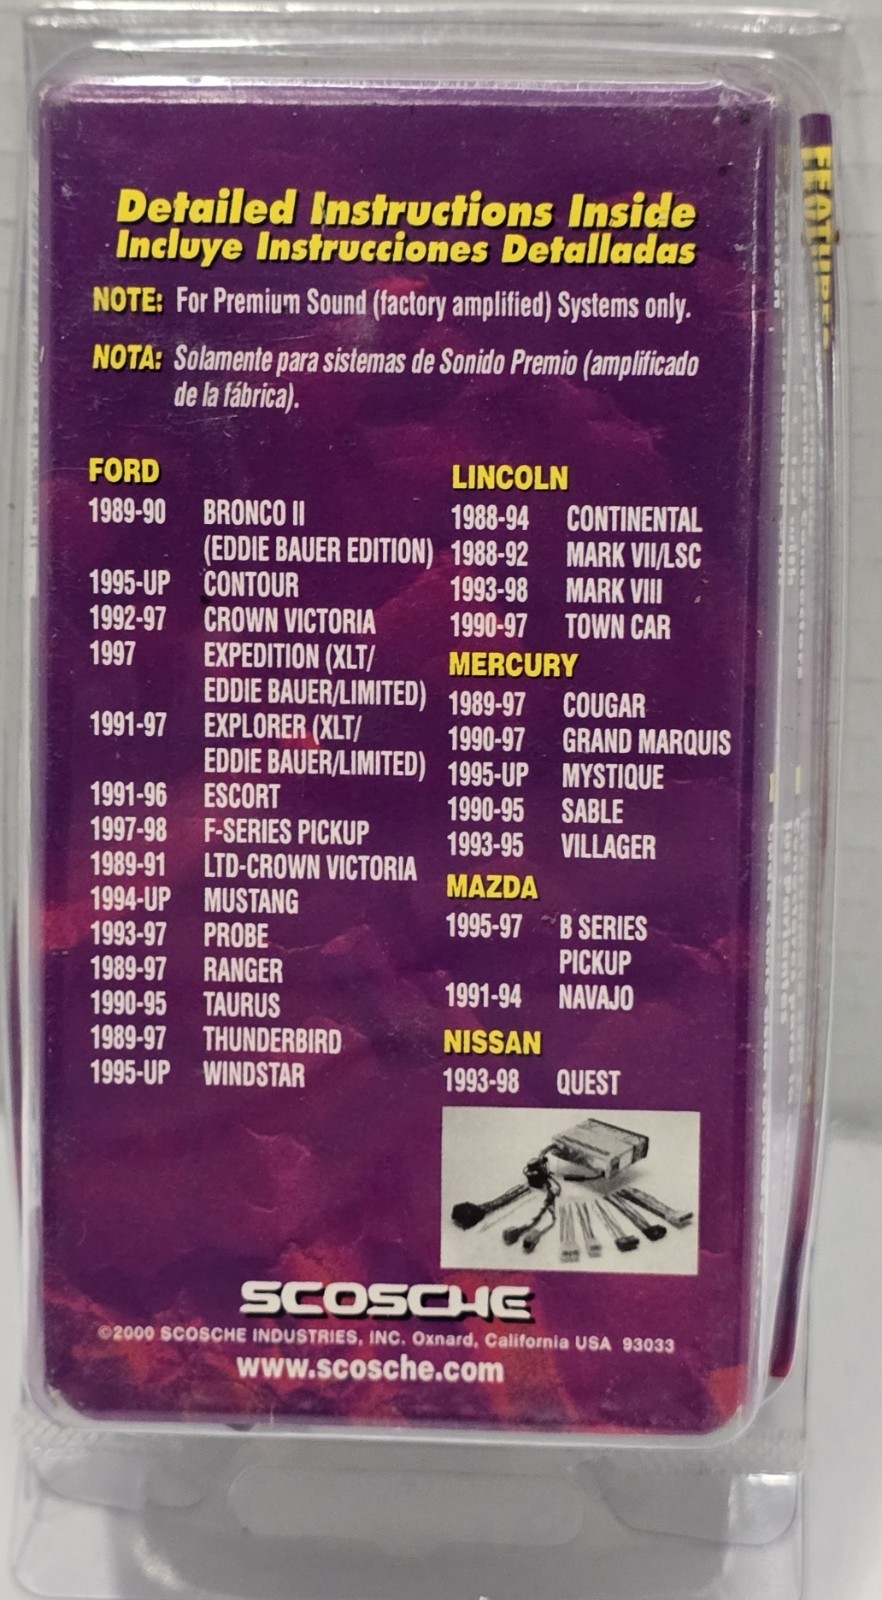 Detailed Instructions Inside
Incluye Instrucciones Detalladas
NOTE: For Premium Sound (factory amplified) Systems only.
NOTA: Solamente para sistemas de Sonido Premio (amplificado
de la fábrica).
FORD
1989-90 BRONCO II
(EDDIE BAUER EDITION)
1995-UP CONTOUR
1992-97 CROWN VICTORIA
1997 EXPEDITION (XLT/
EDDIE BAUER/LIMITED)
1991-97 EXPLORER (XLT/
EDDIE BAUER/LIMITED)
1991-96 ESCORT
1997-98 F-SERIES PICKUP
1989-91 LTD-CROWN VICTORIA
1994-UP MUSTANG
1993-97 PROBE
1989-97 RANGER
1990-95 TAURUS
1989-97 THUNDERBIRD
1995-UP WINDSTAR
LINCOLN
1988-94 CONTINENTAL
1988-92 MARK VII/LSC
1993-98 MARK VIII
1990-97 TOWN CAR
MERCURY
1989-97 COUGAR
1990-97 GRAND MARQUIS
1995-UP MYSTIQUE
1990-95 SABLE
1993-95 VILLAGER
MAZDA
1995-97 B SERIES
PICKUP
1991-94 NAVAJO
NISSAN
1993-98 QUEST
SCOSCHE
©2000 SCOSCHE INDUSTRIES, INC. Oxnard, California USA 93033
www.scosche.com